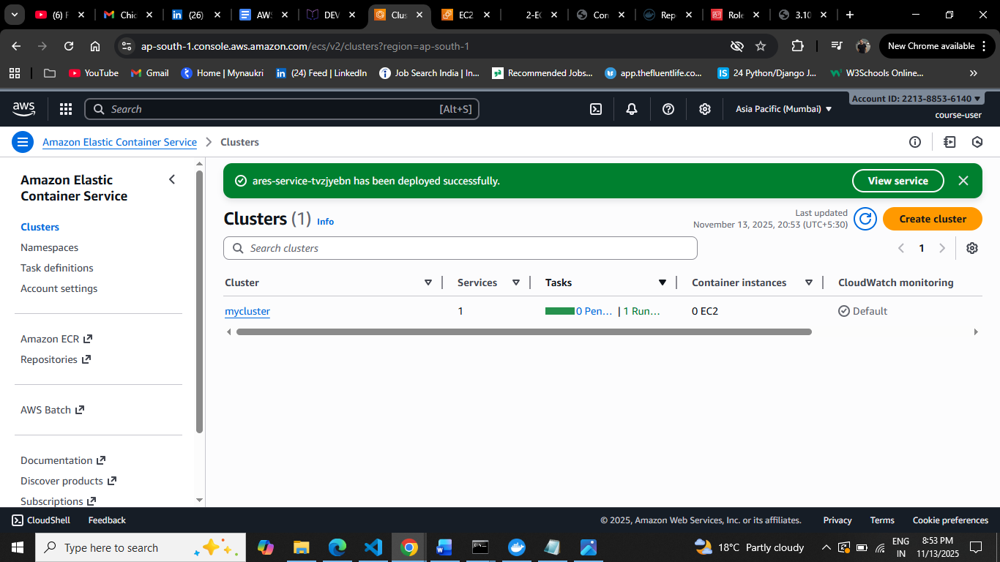 (6) F
Chic
(26)
AWS
DEV
Clus
EC2
2-EC
Con
Rep
Role
3.10
ap-south-1.console.aws.amazon.com/ecs/v2/clusters?region=ap-south-1
New Chrome available
YouTube
Gmail
Home | Mynaukri
(24) Feed | LinkedIn
Job Search India | In...
Recommended Jobs...
app.thefluentlife.co...
24 Python/Django J...
W3Schools Online...
aws
Search
[Alt+S]
Asia Pacific (Mumbai)
Account ID: 2213-8853-6140
course-user
Amazon Elastic Container Service
Clusters
Amazon Elastic
Container Service
Clusters
Namespaces
Task definitions
Account settings
Amazon ECR
Repositories
AWS Batch
Documentation
Discover products
Subscriptions
ares-service-tvzjyebn has been deployed successfully.
View service
Clusters (1)
Info
Last updated
November 13, 2025, 20:53 (UTC+5:30)
Create cluster
Search clusters
1
Cluster
Services
Tasks
Container instances
CloudWatch monitoring
mycluster
1
0 Pen... | 1 Run...
0 EC2
Default
CloudShell
Feedback
© 2025, Amazon Web Services, Inc. or its affiliates.
Privacy
Terms
Cookie preferences
Type here to search
18°C Partly cloudy
ENG
IN
8:53 PM
11/13/2025